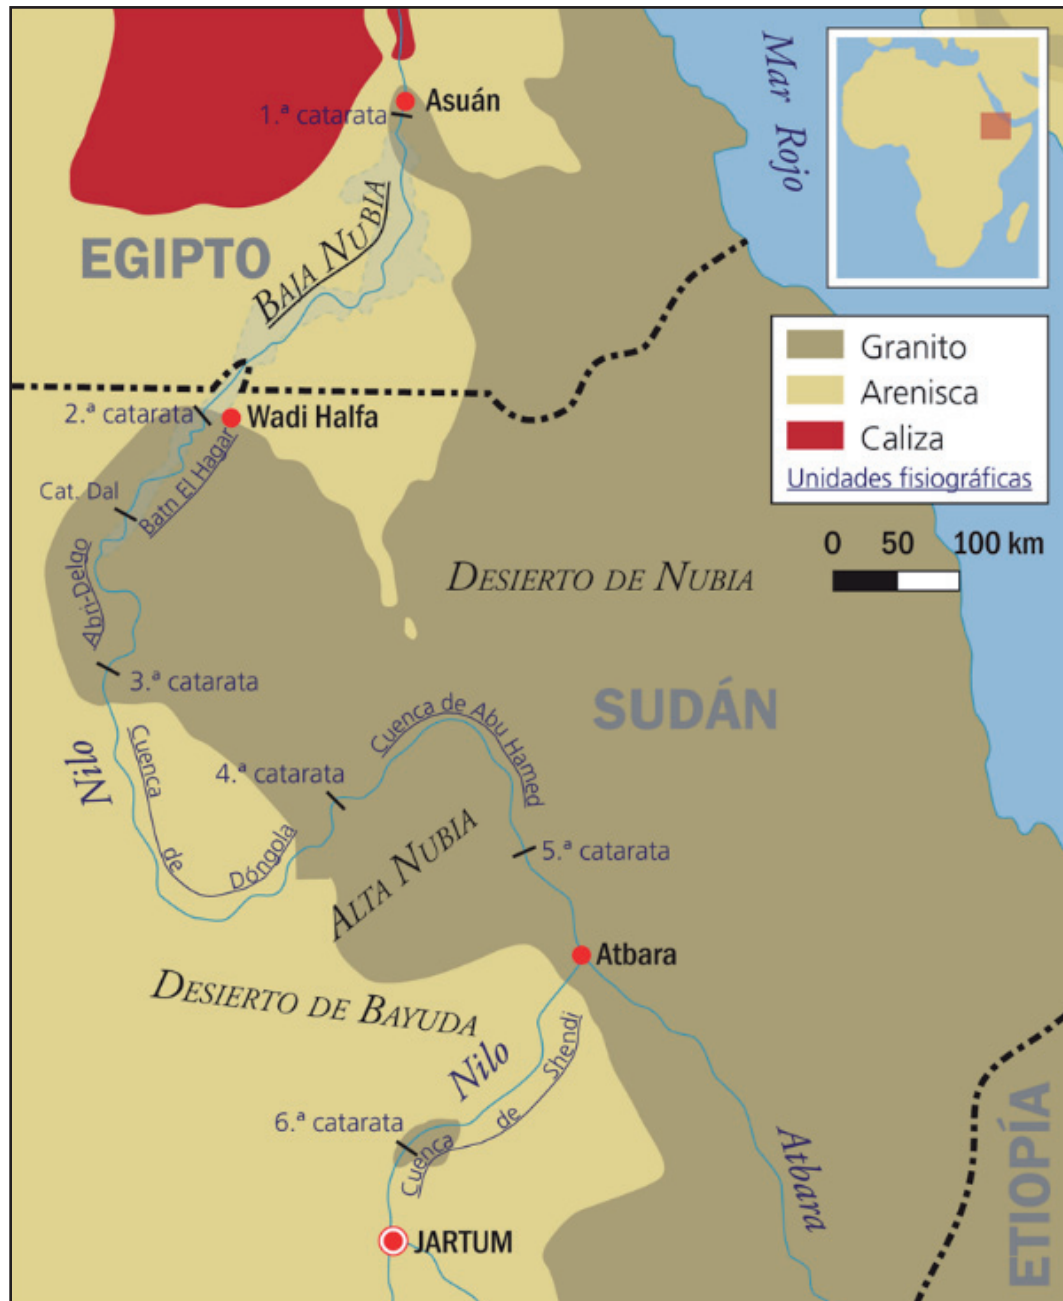 Mar Rojo
Asuán
1.ª catarata
EGIPTO
BAJA NUBIA
Granito
Arenisca
Caliza
Unidades fisiográficas
2.ª catarata
Wadi Halfa
Batn El Hagar
Cat. Dal
0 50 100 km
DESIERTO DE NUBIA
Abri-Delgo
3.ª catarata
SUDÁN
Cuenca de Abu Hamed
Nilo
Cuenca de Dóngola
4.ª catarata
5.ª catarata
ALTA NUBIA
Atbara
DESIERTO DE BAYUDA
Nilo
Cuenca de Shendi
6.ª catarata
Atbara
ETIOPÍA
JARTUM